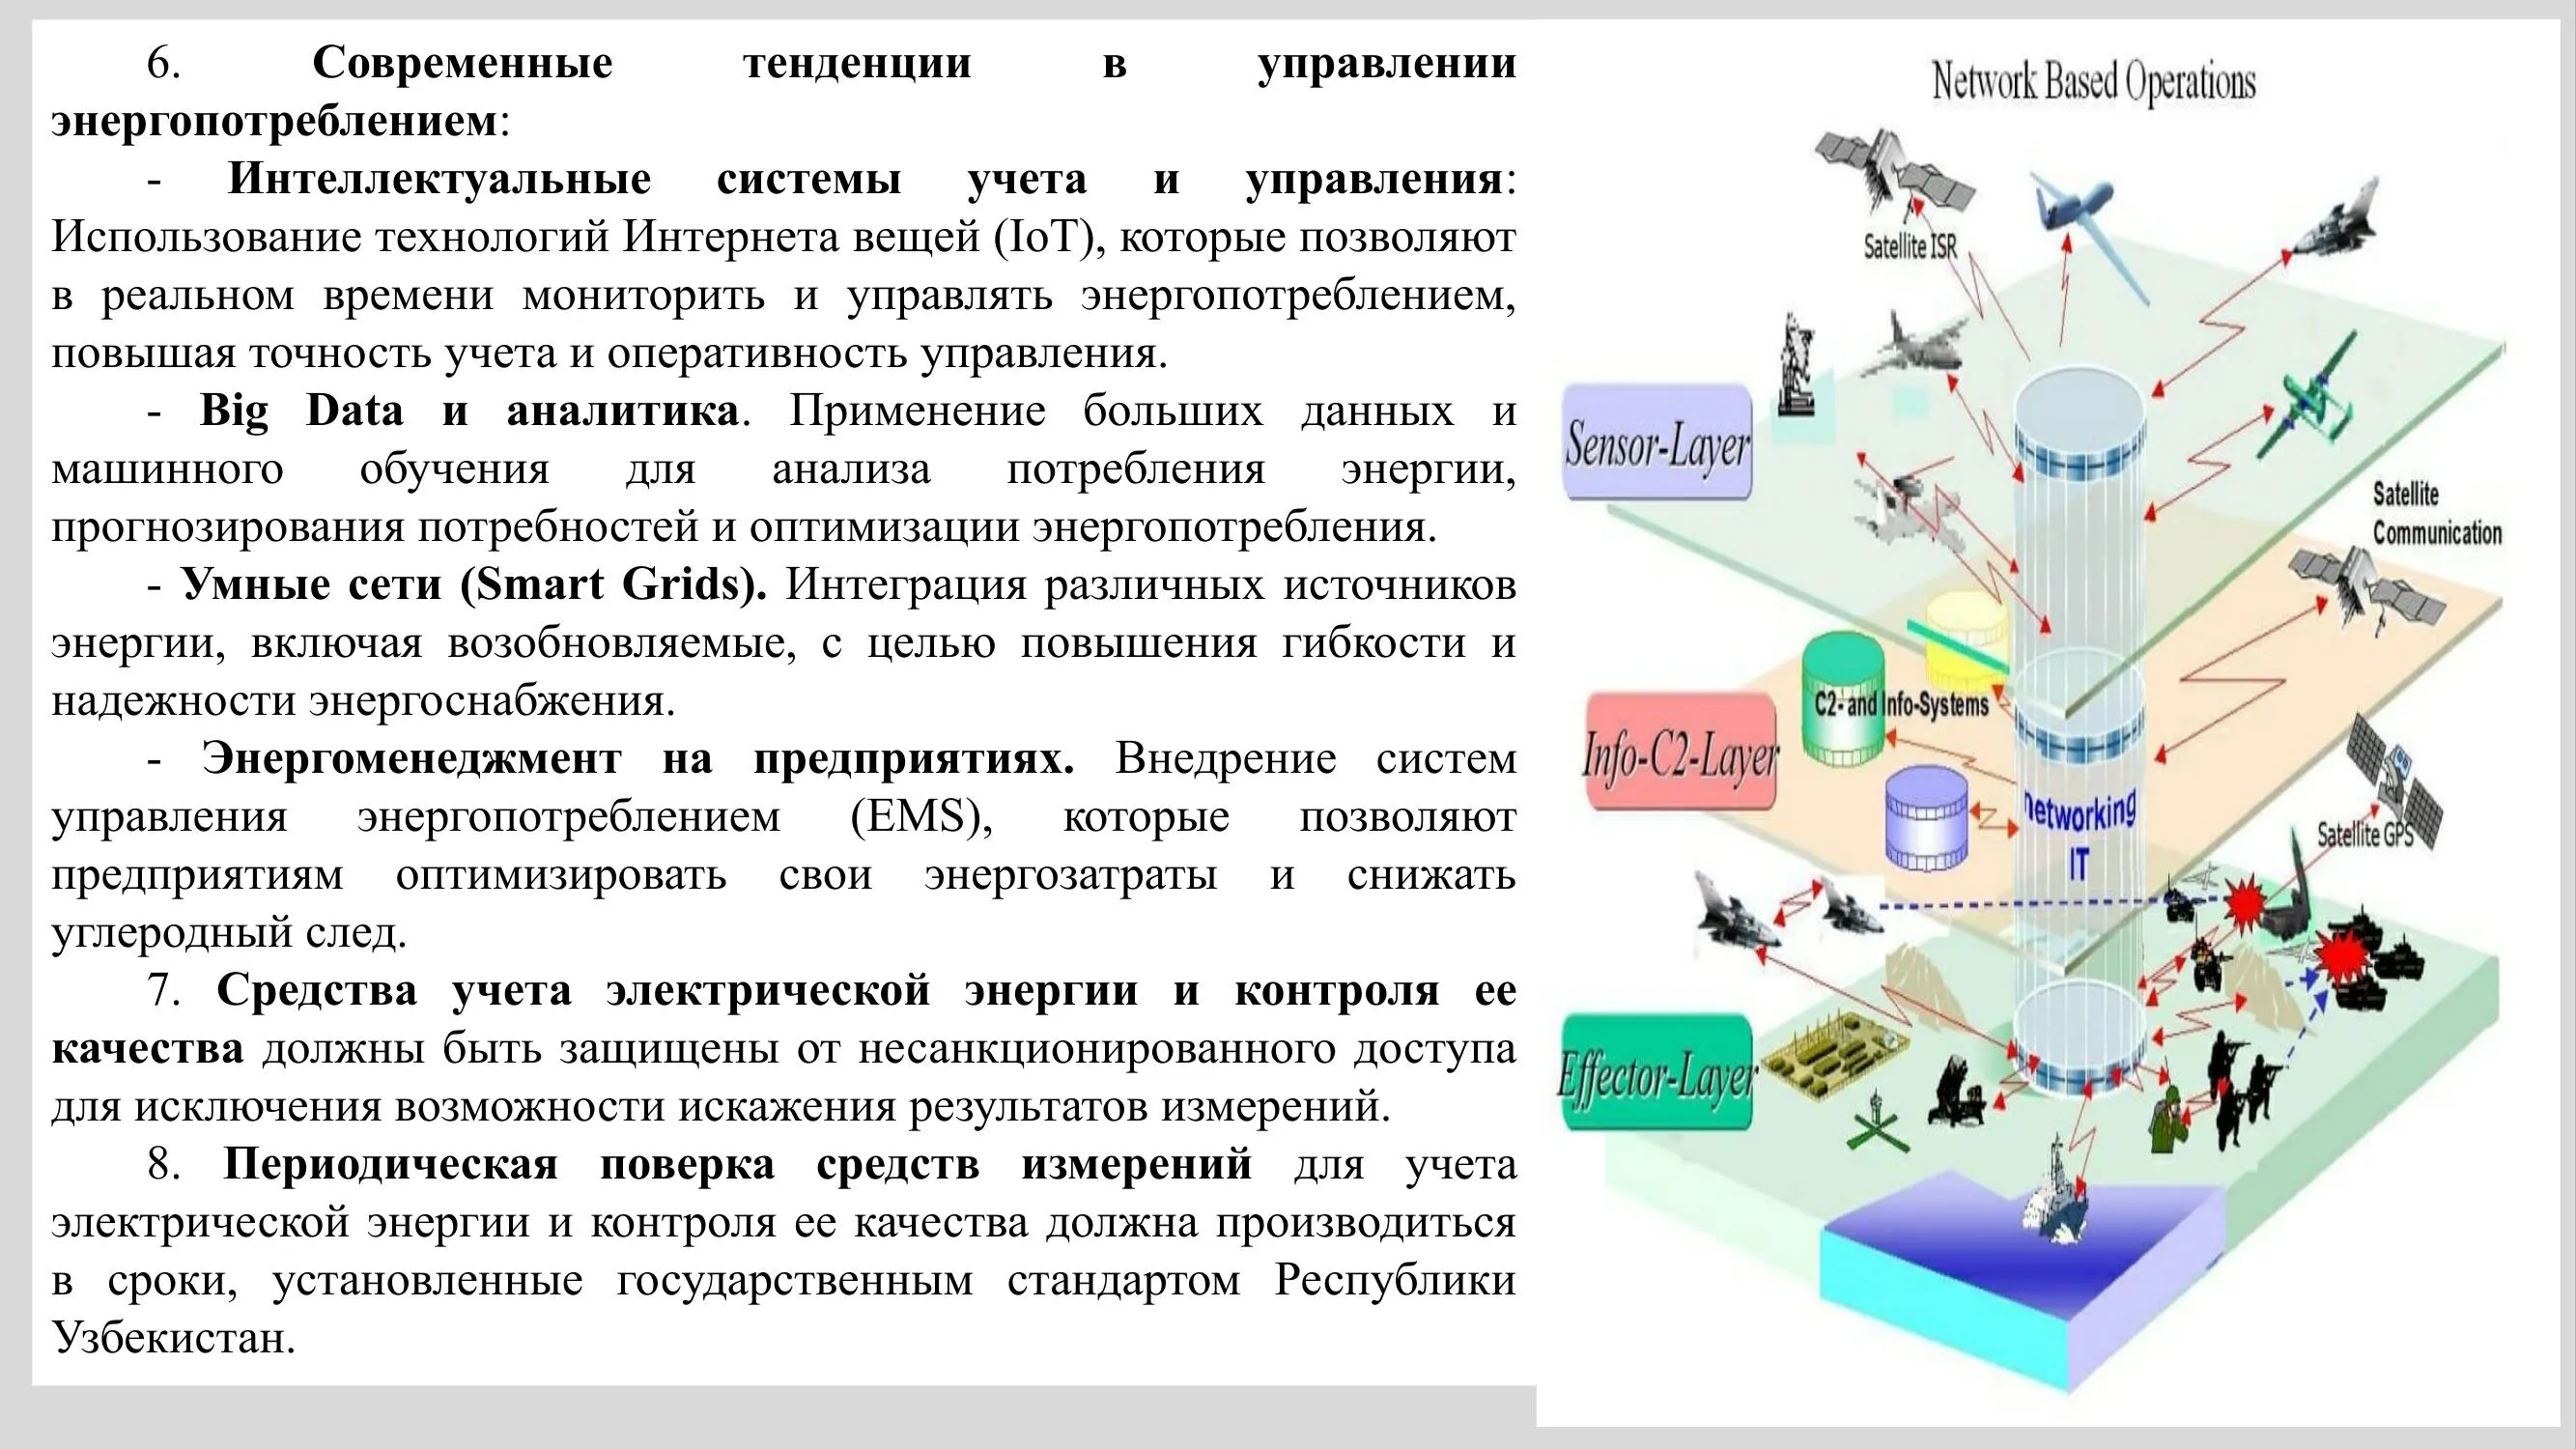 6. Современные тенденции в управлении
энергопотреблением:
- Интеллектуальные системы учета и управления:
Использование технологий Интернета вещей (IoT), которые позволяют
в реальном времени мониторить и управлять энергопотреблением,
повышая точность учета и оперативность управления.
- Big Data и аналитика. Применение больших данных и
машинного обучения для анализа потребления энергии,
прогнозирования потребностей и оптимизации энергопотребления.
- Умные сети (Smart Grids). Интеграция различных источников
энергии, включая возобновляемые, с целью повышения гибкости и
надежности энергоснабжения.
- Энергоменеджмент на предприятиях. Внедрение систем
управления энергопотреблением (EMS), которые позволяют
предприятиям оптимизировать свои энергозатраты и снижать
углеродный след.
7. Средства учета электрической энергии и контроля ее
качества должны быть защищены от несанкционированного доступа
для исключения возможности искажения результатов измерений.
8. Периодическая поверка средств измерений для учета
электрической энергии и контроля ее качества должна производиться
в сроки, установленные государственным стандартом Республики
Узбекистан.
Network Based Operations
Satellite ISR
Sensor-Layer
Satellite
Communication
C2- and Info-Systems
Info-C2-Layer
networking
IT
Satellite GPS
Effector-Layer